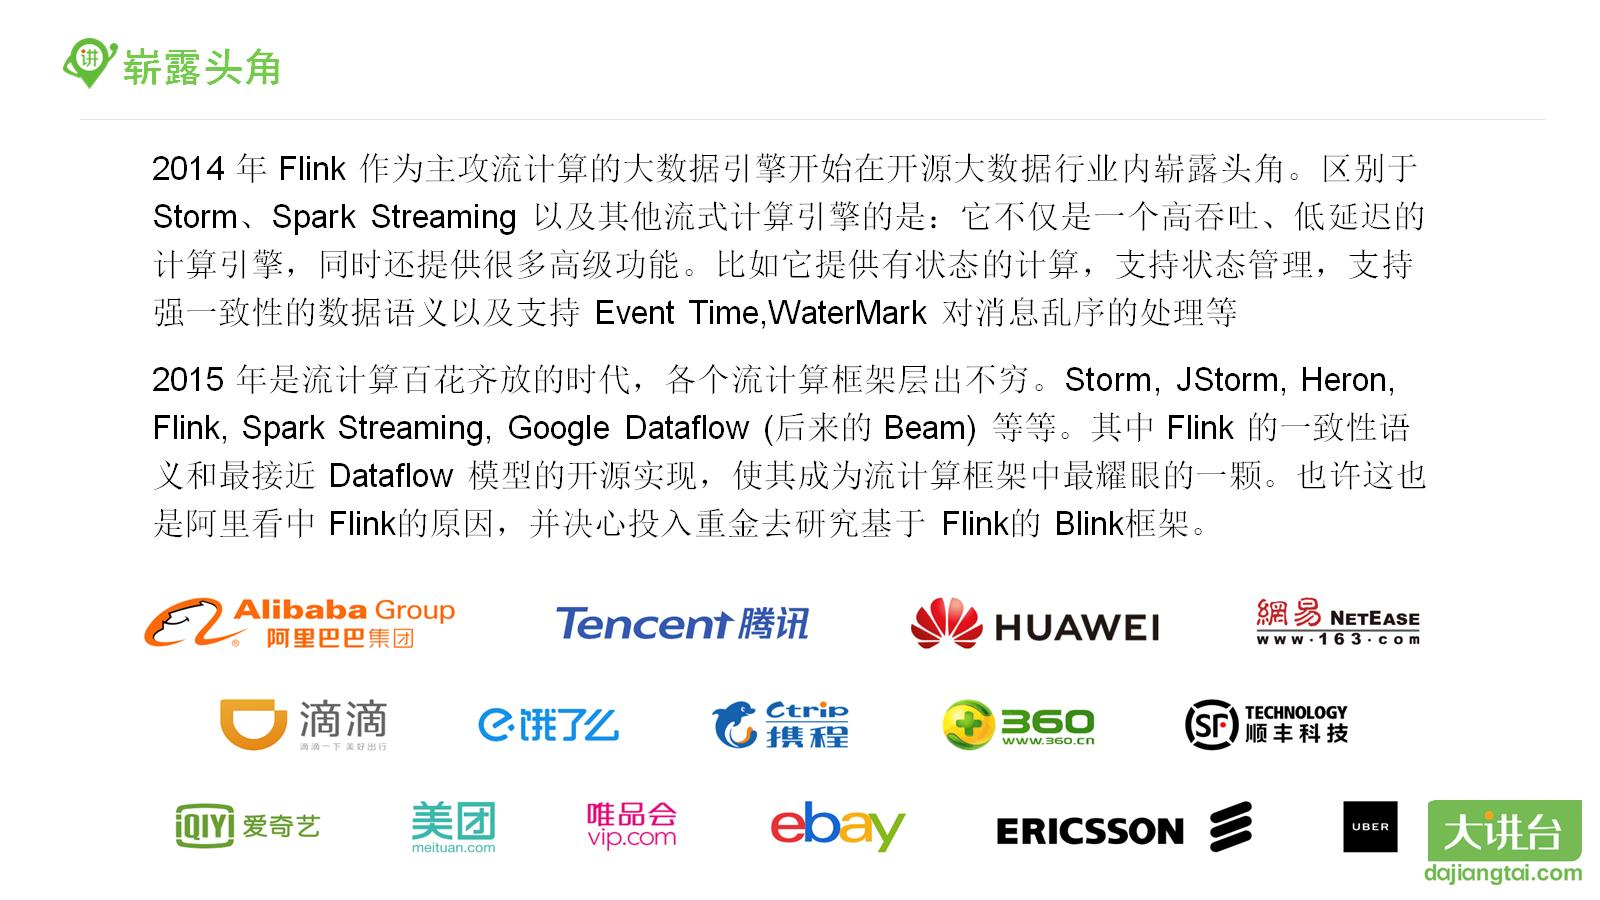 讲
崭露头角
2014 年 Flink 作为主攻流计算的大数据引擎开始在开源大数据行业内崭露头角。区别于
Storm、Spark Streaming 以及其他流式计算引擎的是：它不仅是一个高吞吐、低延迟的
计算引擎，同时还提供很多高级功能。比如它提供有状态的计算，支持状态管理，支持
强一致性的数据语义以及支持 Event Time,WaterMark 对消息乱序的处理等
2015 年是流计算百花齐放的时代，各个流计算框架层出不穷。Storm, JStorm, Heron,
Flink, Spark Streaming, Google Dataflow (后来的 Beam) 等等。其中 Flink 的一致性语
义和最接近 Dataflow 模型的开源实现，使其成为流计算框架中最耀眼的一颗。也许这也
是阿里看中 Flink的原因，并决心投入重金去研究基于 Flink的 Blink框架。
Alibaba Group
阿里巴巴集团
Tencent 腾讯
HUAWEI
網易 NETEASE
www.163.com
滴滴
滴滴一下 美好出行
e 饿了么
Ctrip
携程
360
www.360.cn
SF TECHNOLOGY
顺丰科技
iQIYI 爱奇艺
美团
meituan.com
唯品会
vip.com
ebay
ERICSSON
UBER
大讲台
dajiangtai.com